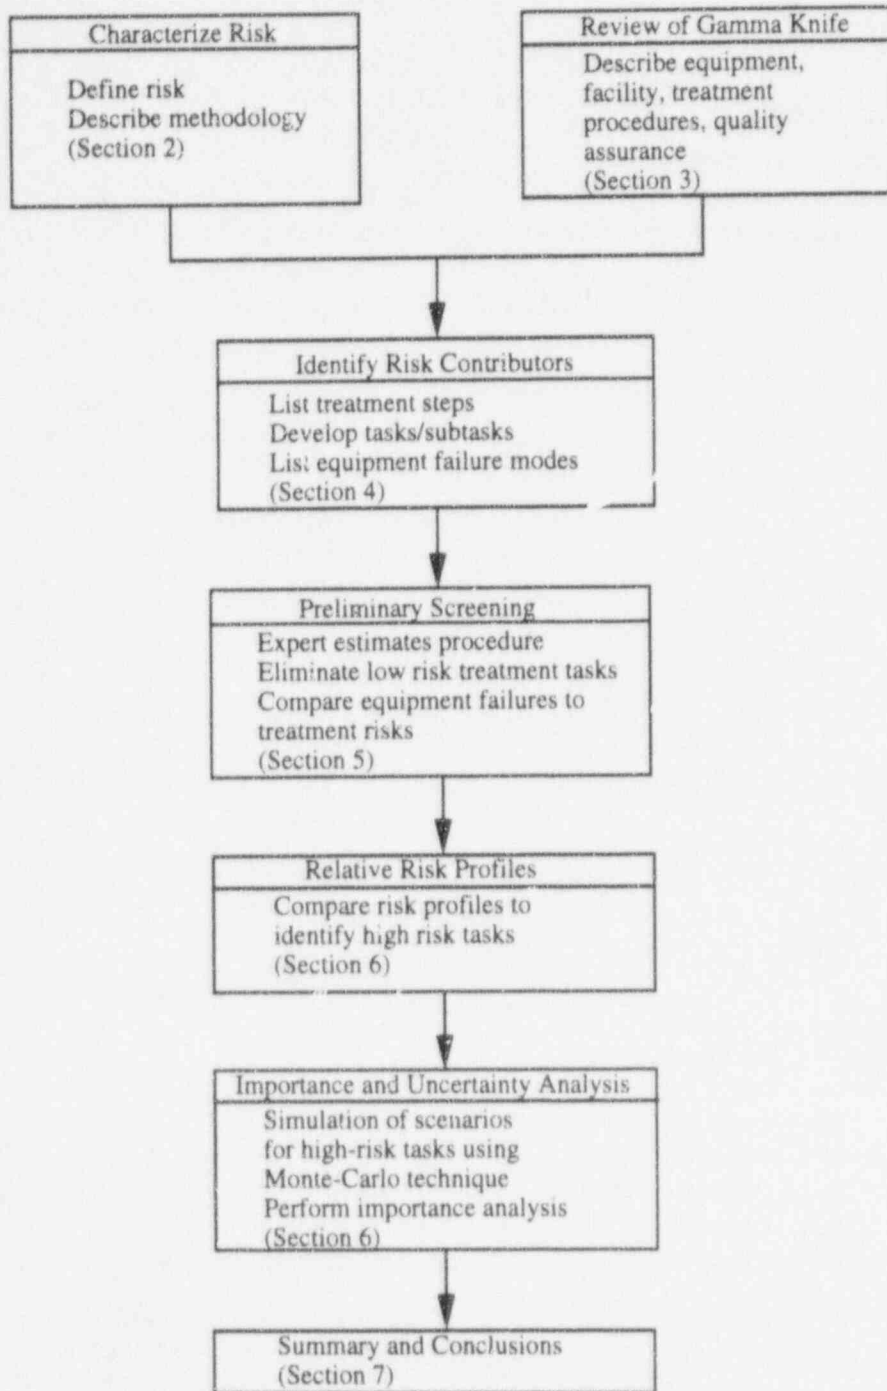 Characterize Risk
Define risk
Describe methodology
(Section 2)
Review of Gamma Knife
Describe equipment,
facility, treatment
procedures, quality
assurance
(Section 3)
Identify Risk Contributors
List treatment steps
Develop tasks/subtasks
List equipment failure modes
(Section 4)
Preliminary Screening
Expert estimates procedure
Eliminate low risk treatment tasks
Compare equipment failures to
treatment risks
(Section 5)
Relative Risk Profiles
Compare risk profiles to
identify high risk tasks
(Section 6)
Importance and Uncertainty Analysis
Simulation of scenarios
for high-risk tasks using
Monte-Carlo technique
Perform importance analysis
(Section 6)
Summary and Conclusions
(Section 7)